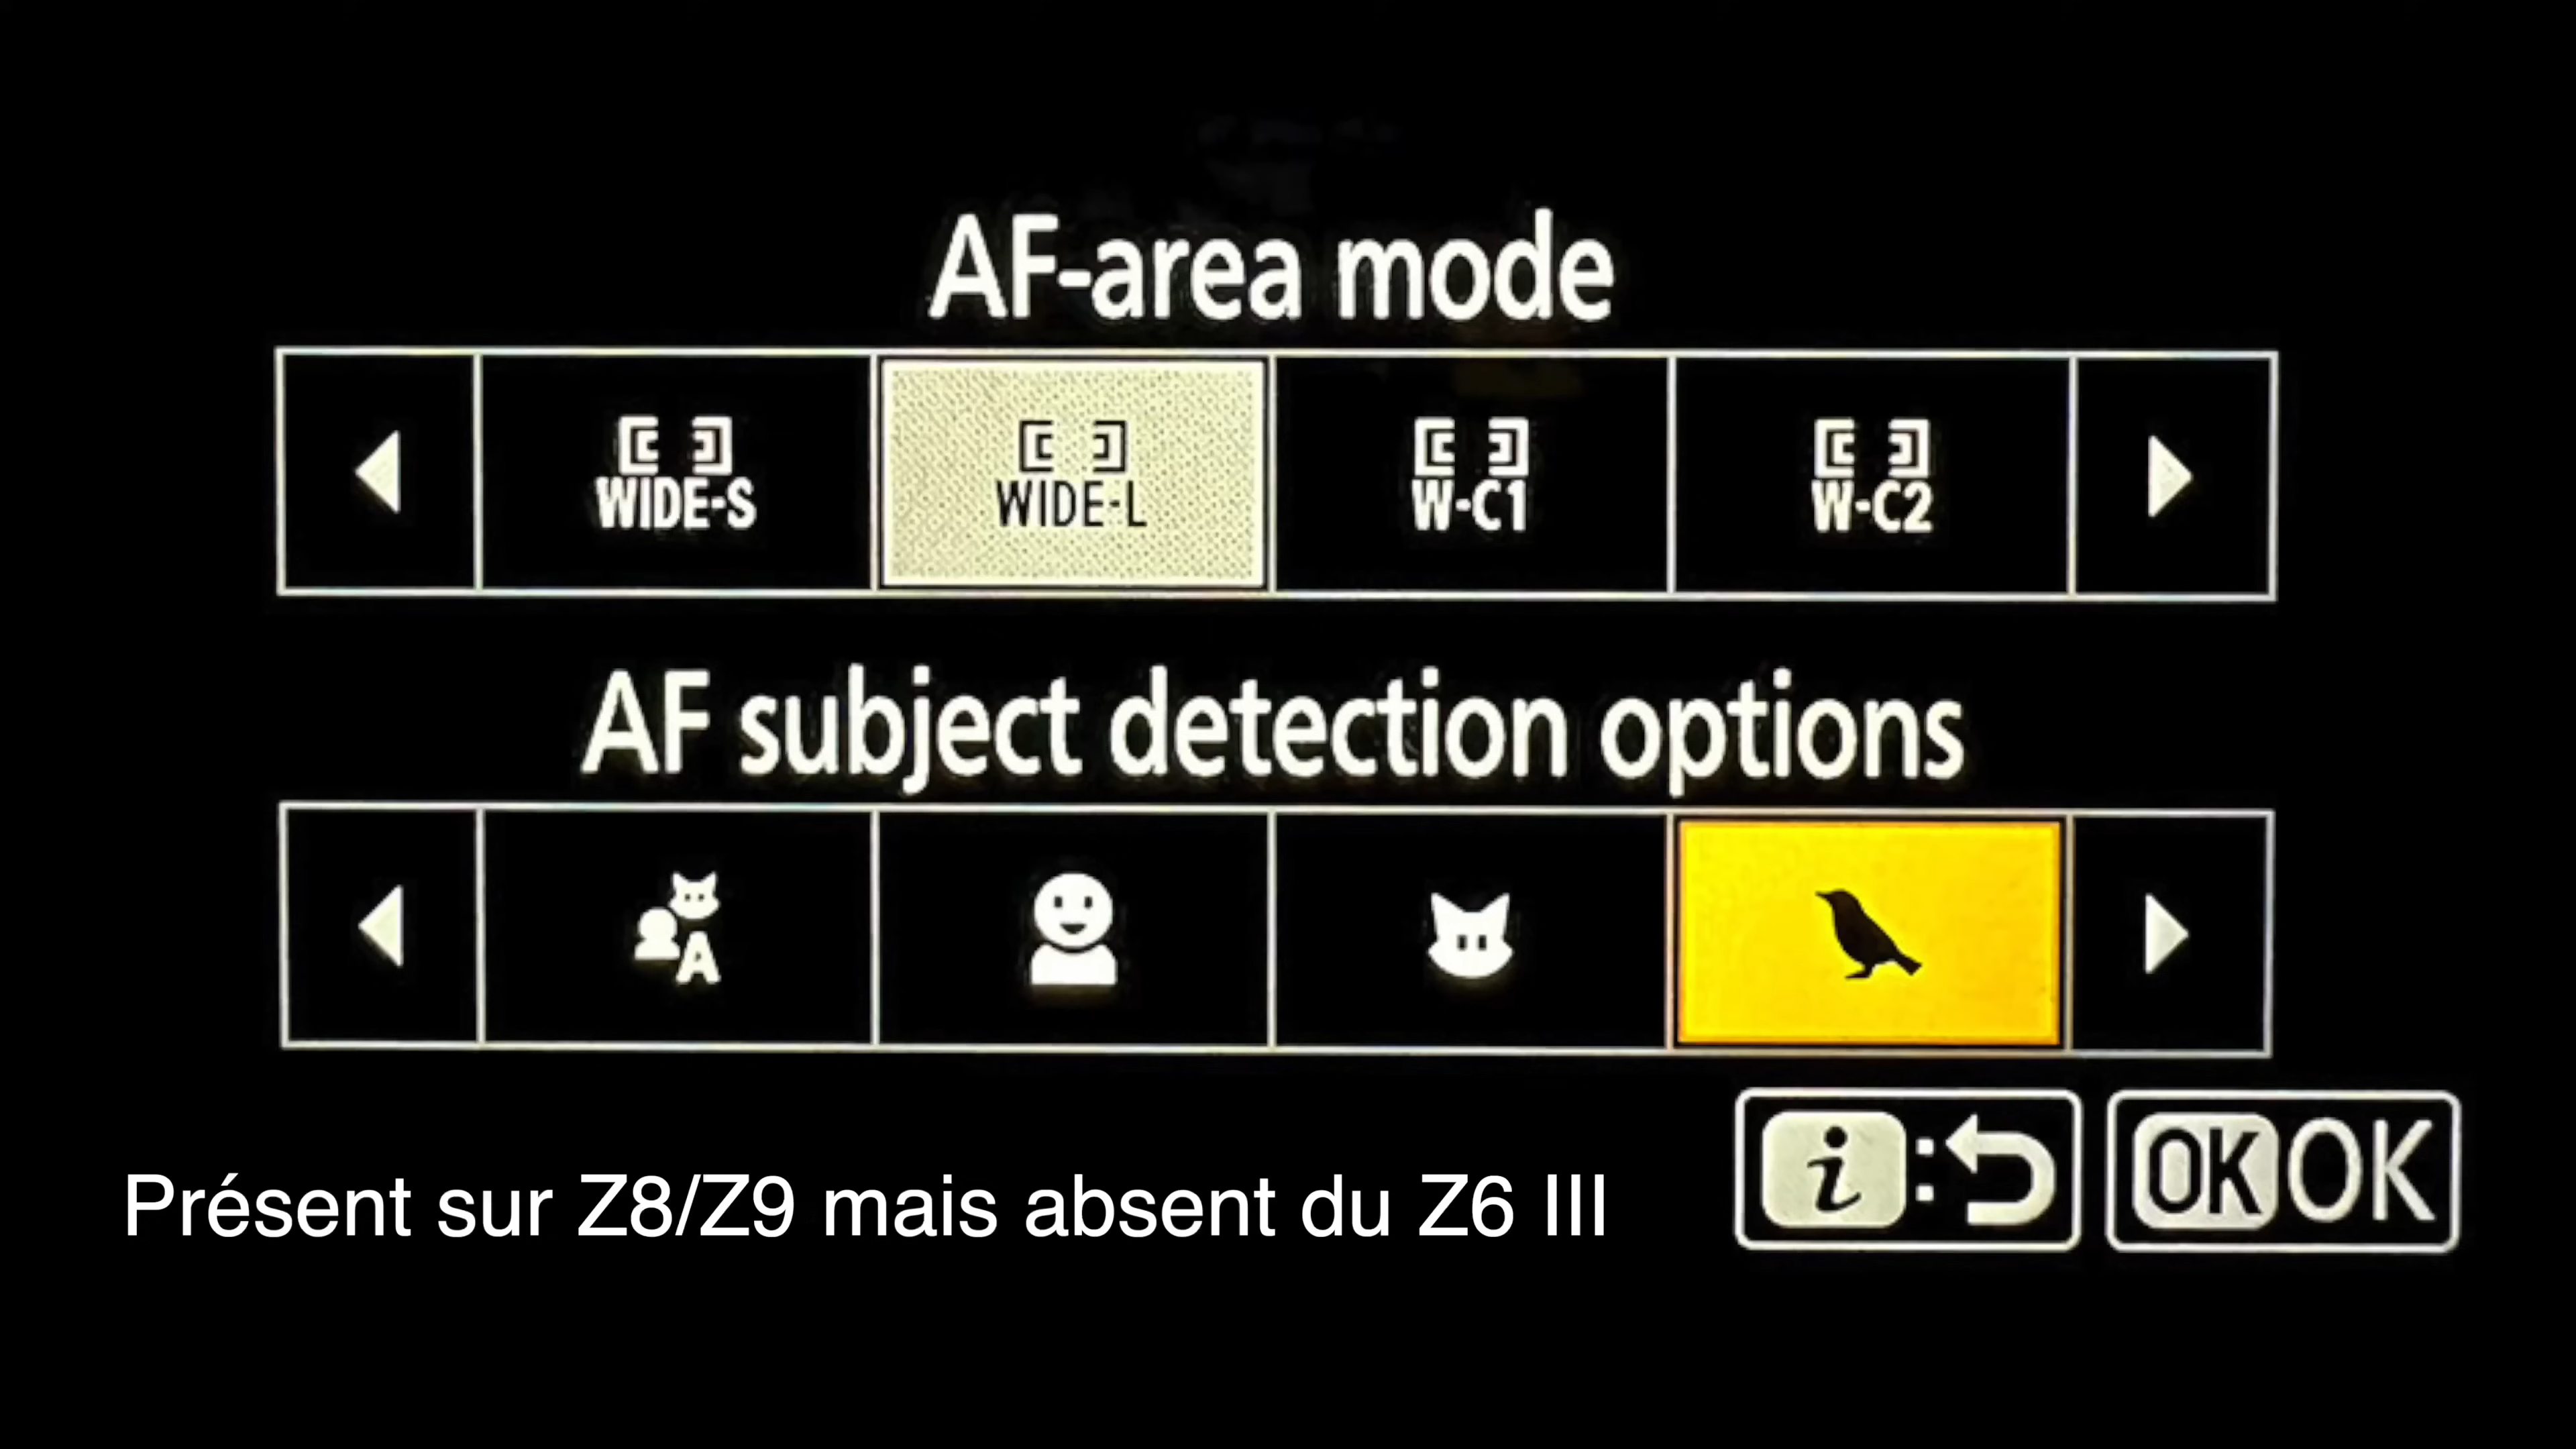 AF-area mode
WIDE-S WIDE-L W-C1 W-C2
AF subject detection options
A
i: OK OK
Présent sur Z8/Z9 mais absent du Z6 III